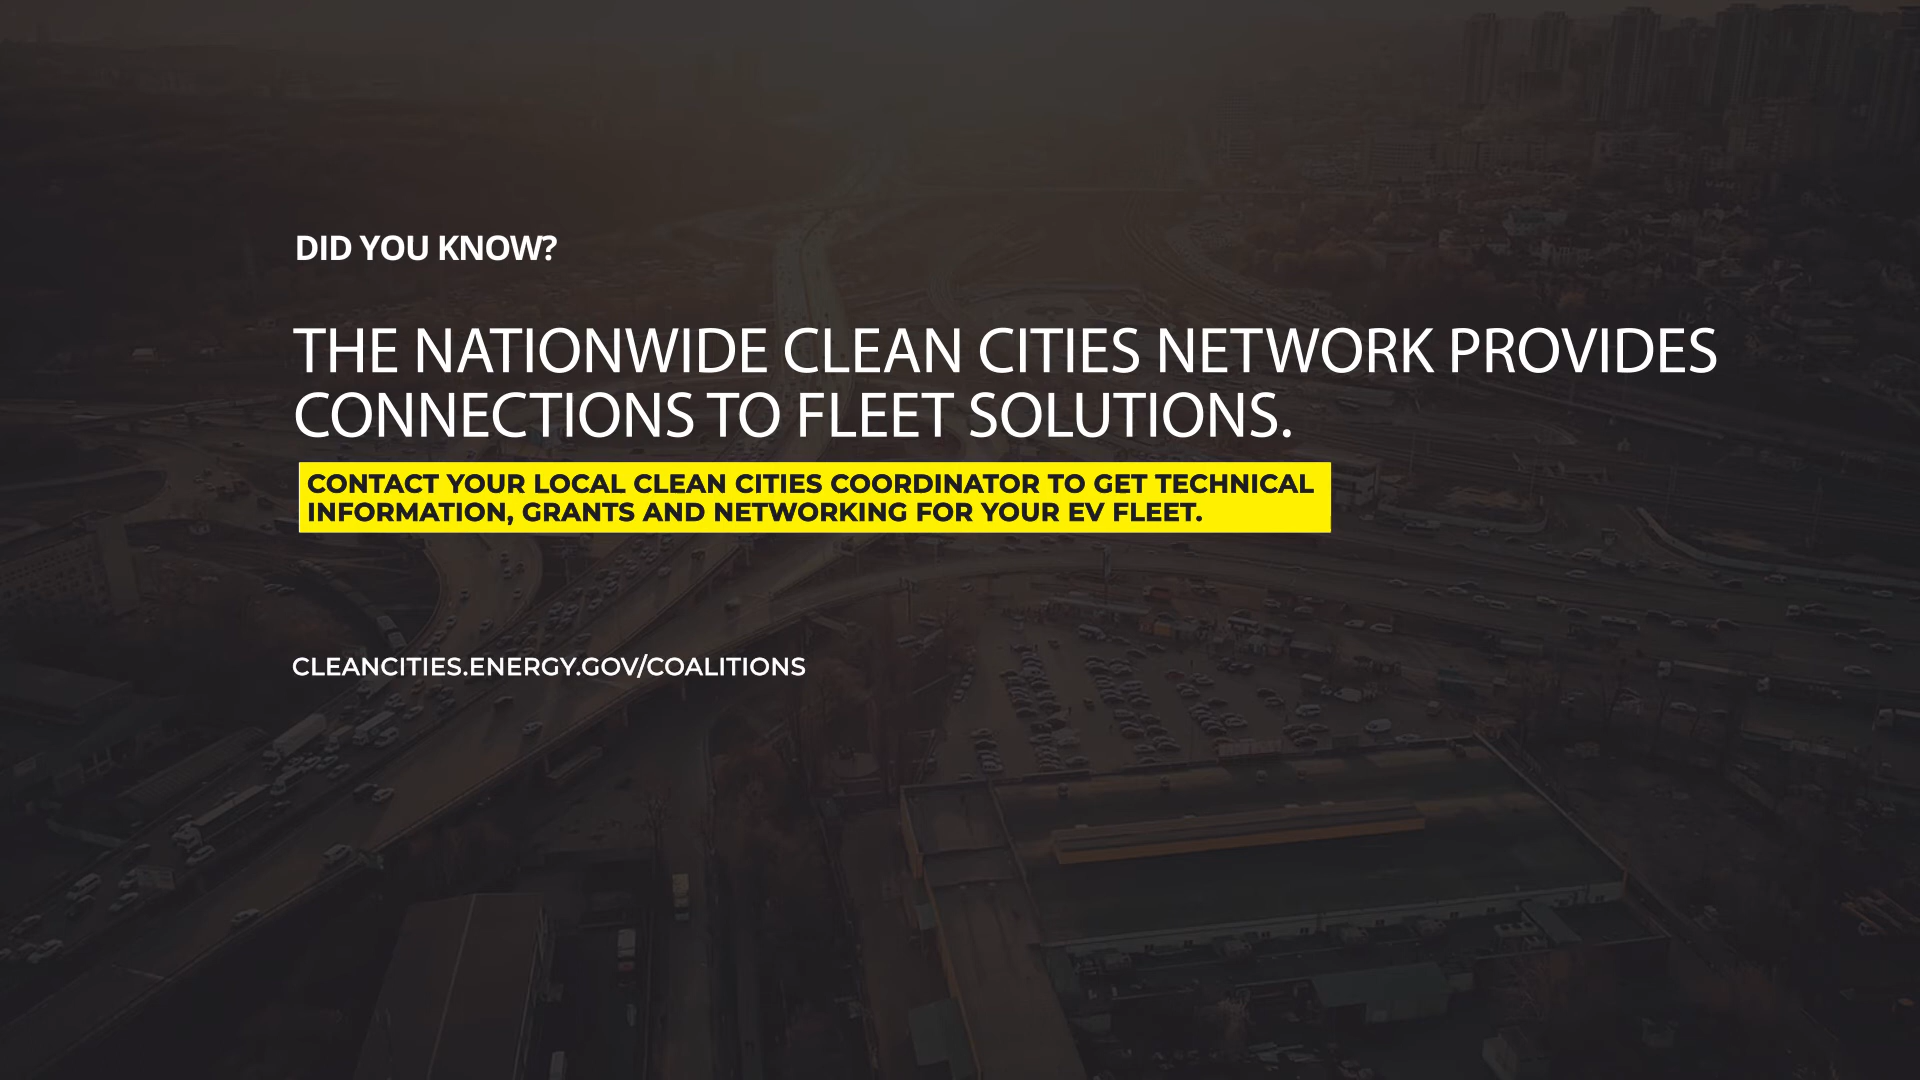 DID YOU KNOW?
THE NATIONWIDE CLEAN CITIES NETWORK PROVIDES
CONNECTIONS TO FLEET SOLUTIONS.
CONTACT YOUR LOCAL CLEAN CITIES COORDINATOR TO GET TECHNICAL
INFORMATION, GRANTS AND NETWORKING FOR YOUR EV FLEET.
CLEANCITIES.ENERGY.GOV/COALITIONS